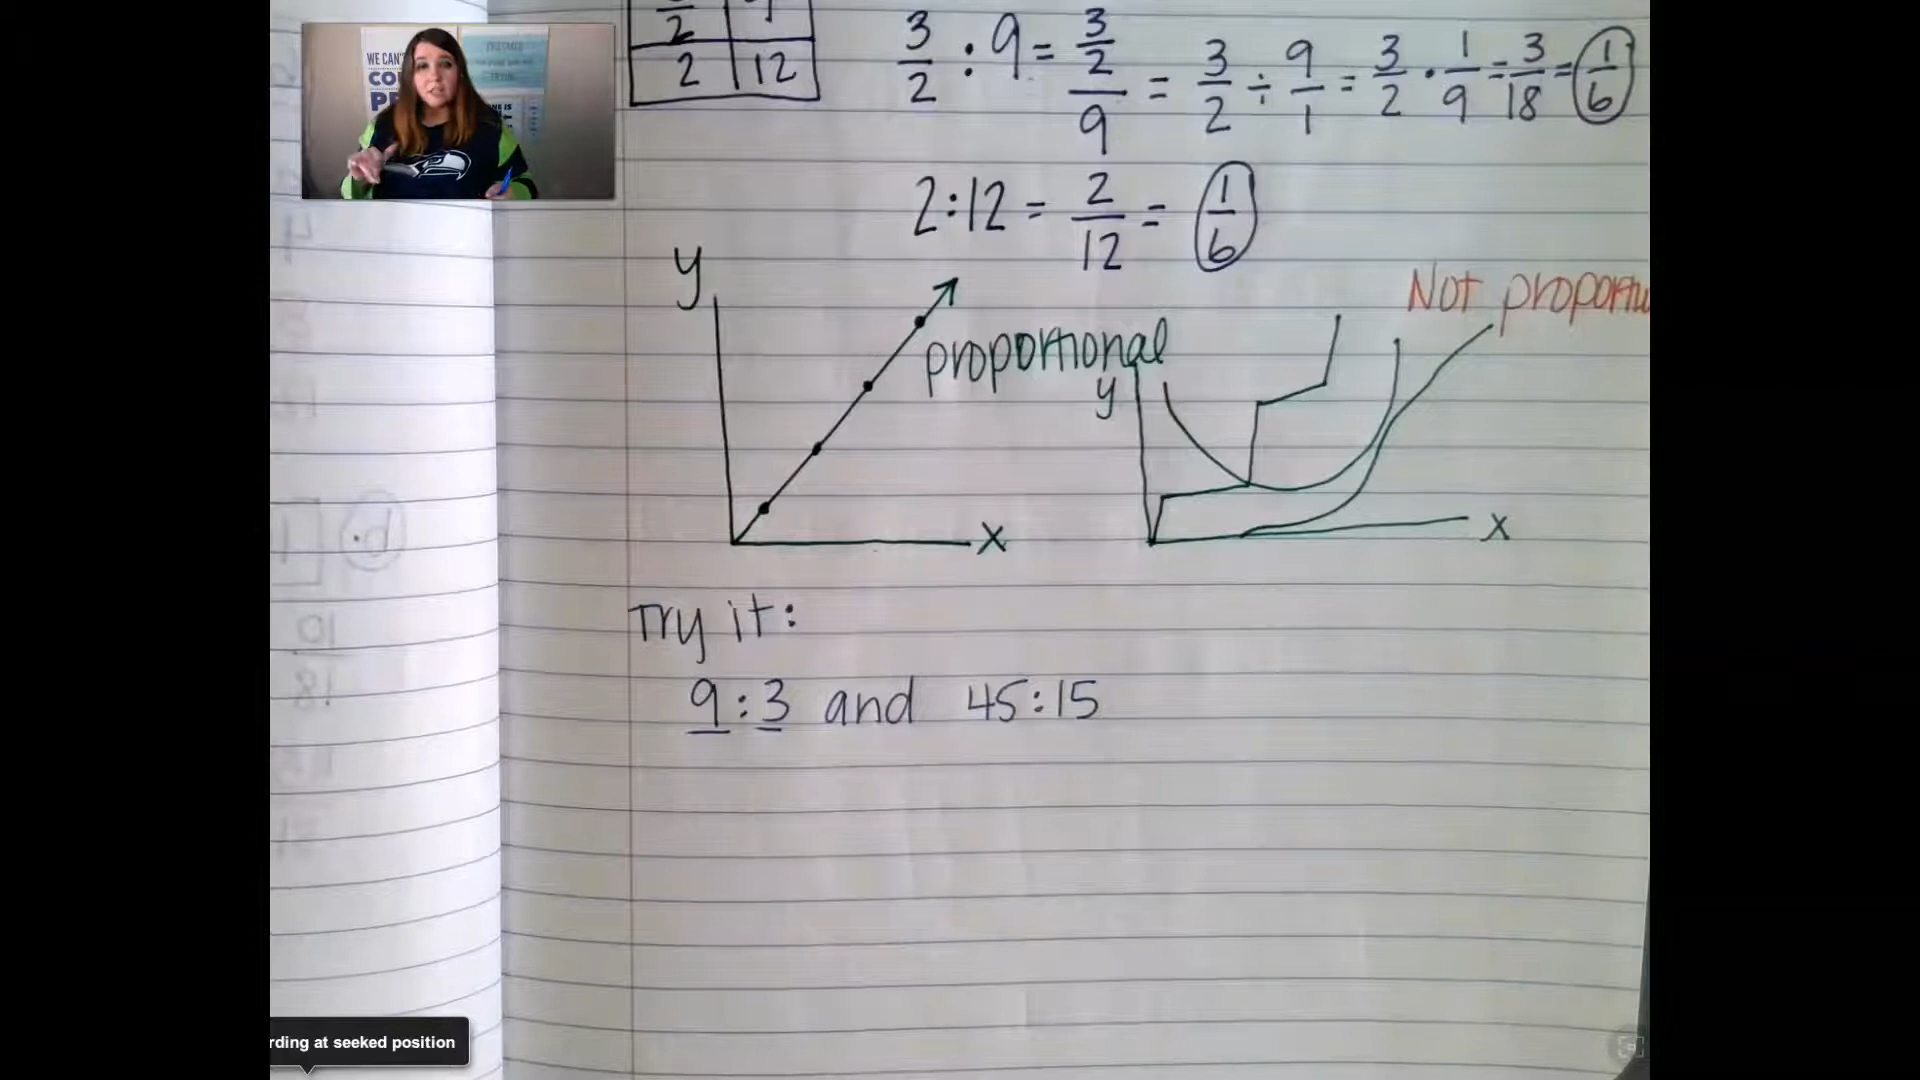 WE CAN'T
2
2 12
3/2 : 9 = 3/2/9 = 3/2 ÷ 9/1 = 3/2 · 1/9 = 3/18 = 1/6
2:12 = 2/12 = 1/6
y
proportional
x
Not proportio
y
x
Try it:
9:3 and 45:15
rding at seeked position